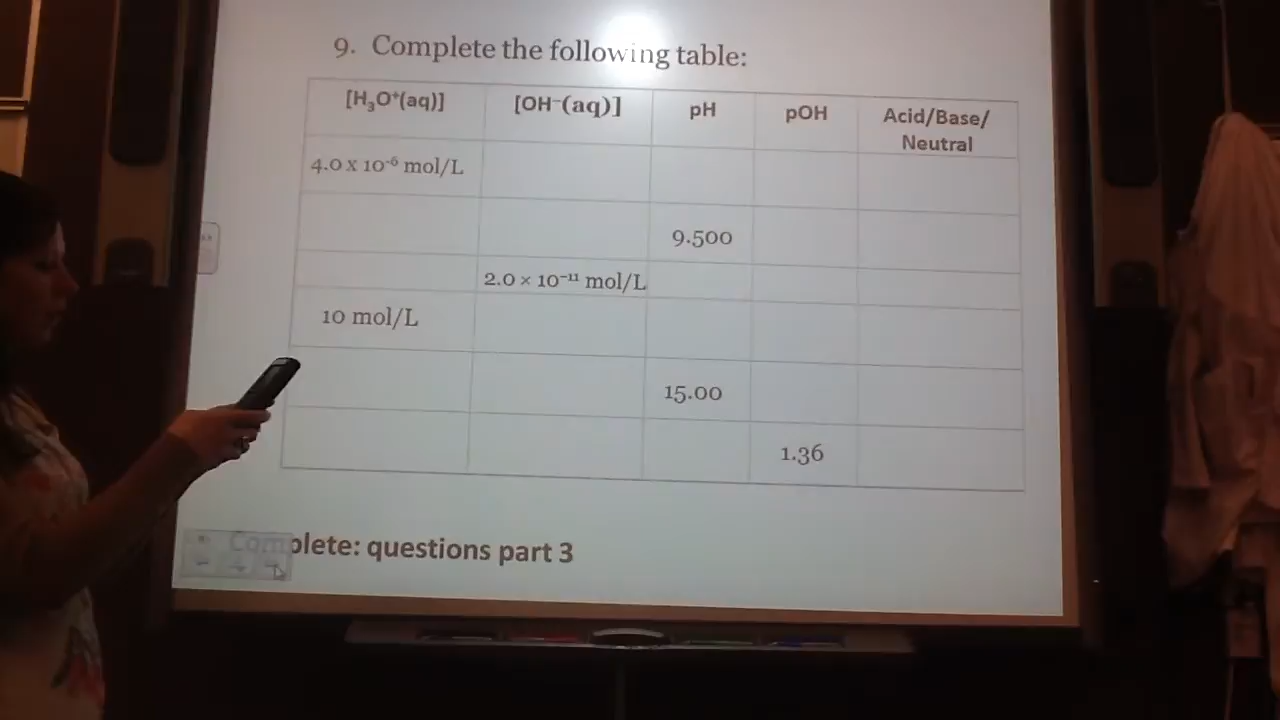 9. Complete the following table:
[H₃O⁺(aq)] [OH⁻(aq)] pH pOH Acid/Base/
Neutral
4.0 x 10⁻⁶ mol/L
9.500
2.0 × 10⁻¹¹ mol/L
10 mol/L
15.00
1.36
Complete: questions part 3